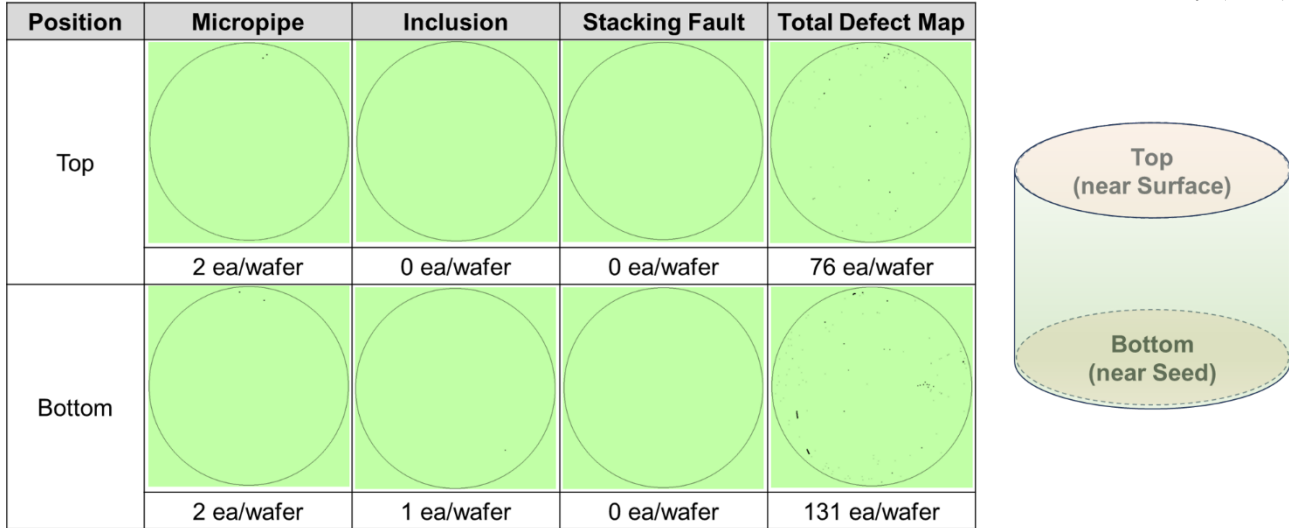 Position Micropipe Inclusion Stacking Fault Total Defect Map
Top
2 ea/wafer 0 ea/wafer 0 ea/wafer 76 ea/wafer
Bottom
2 ea/wafer 1 ea/wafer 0 ea/wafer 131 ea/wafer
Top
(near Surface)
Bottom
(near Seed)